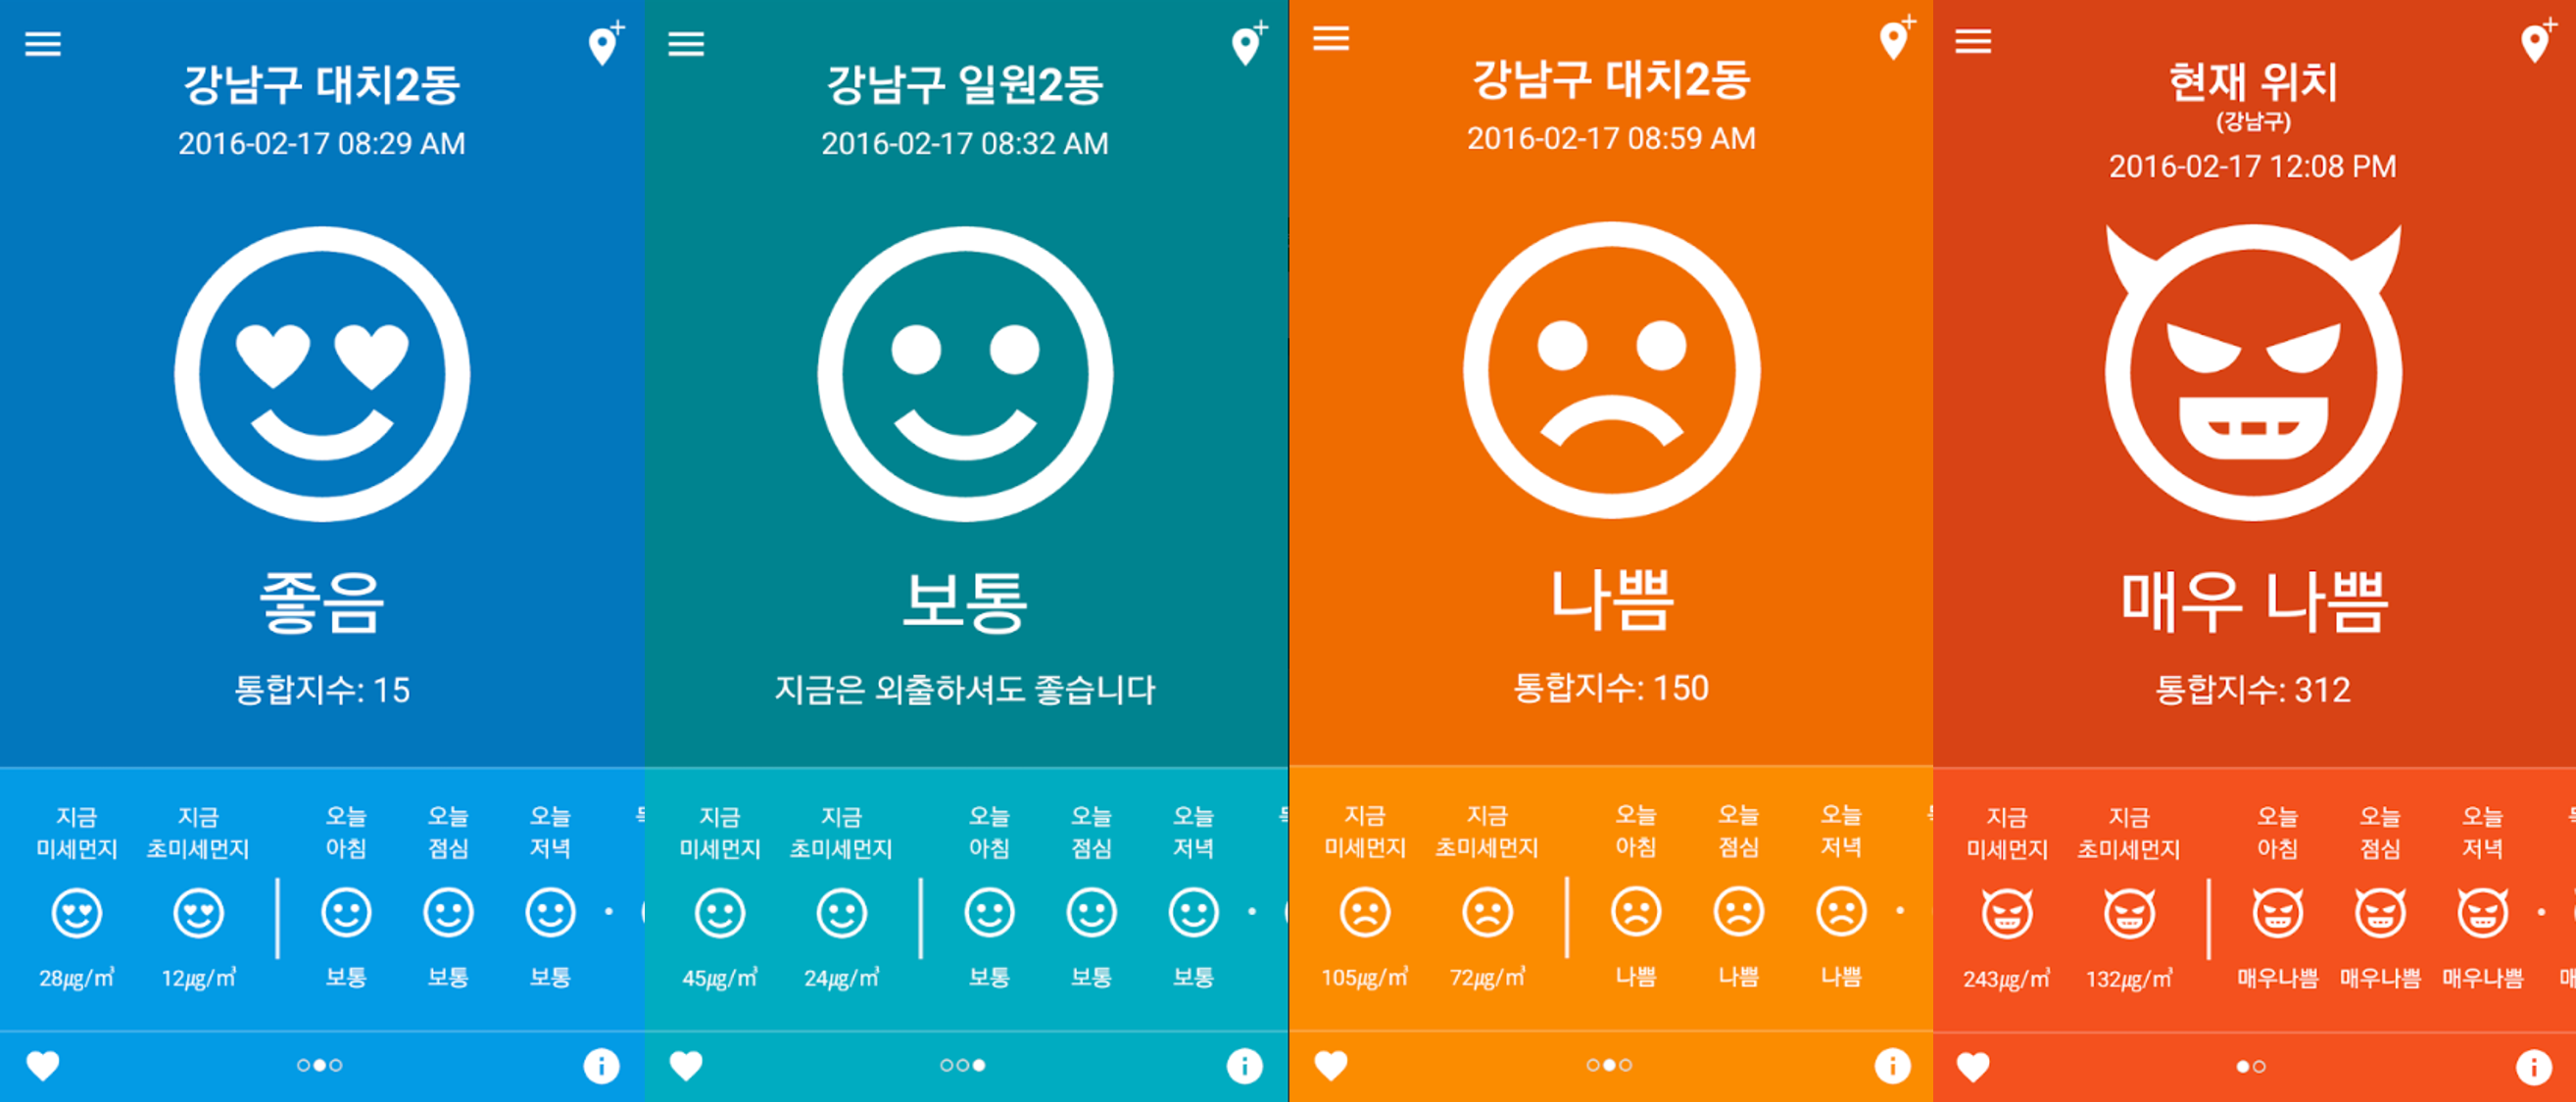 강남구 대치2동
2016-02-17 08:29 AM
좋음
통합지수: 15
지금 미세먼지
지금 초미세먼지
오늘 아침
오늘 점심
오늘 저녁
28㎍/㎥
12㎍/㎥
보통
보통
보통
강남구 일원2동
2016-02-17 08:32 AM
보통
지금은 외출하셔도 좋습니다
지금 미세먼지
지금 초미세먼지
오늘 아침
오늘 점심
오늘 저녁
45㎍/㎥
24㎍/㎥
보통
보통
보통
강남구 대치2동
2016-02-17 08:59 AM
나쁨
통합지수: 150
지금 미세먼지
지금 초미세먼지
오늘 아침
오늘 점심
오늘 저녁
105㎍/㎥
72㎍/㎥
나쁨
나쁨
나쁨
현재 위치
(강남구)
2016-02-17 12:08 PM
매우 나쁨
통합지수: 312
지금 미세먼지
지금 초미세먼지
오늘 아침
오늘 점심
오늘 저녁
243㎍/㎥
132㎍/㎥
매우나쁨
매우나쁨
매우나쁨